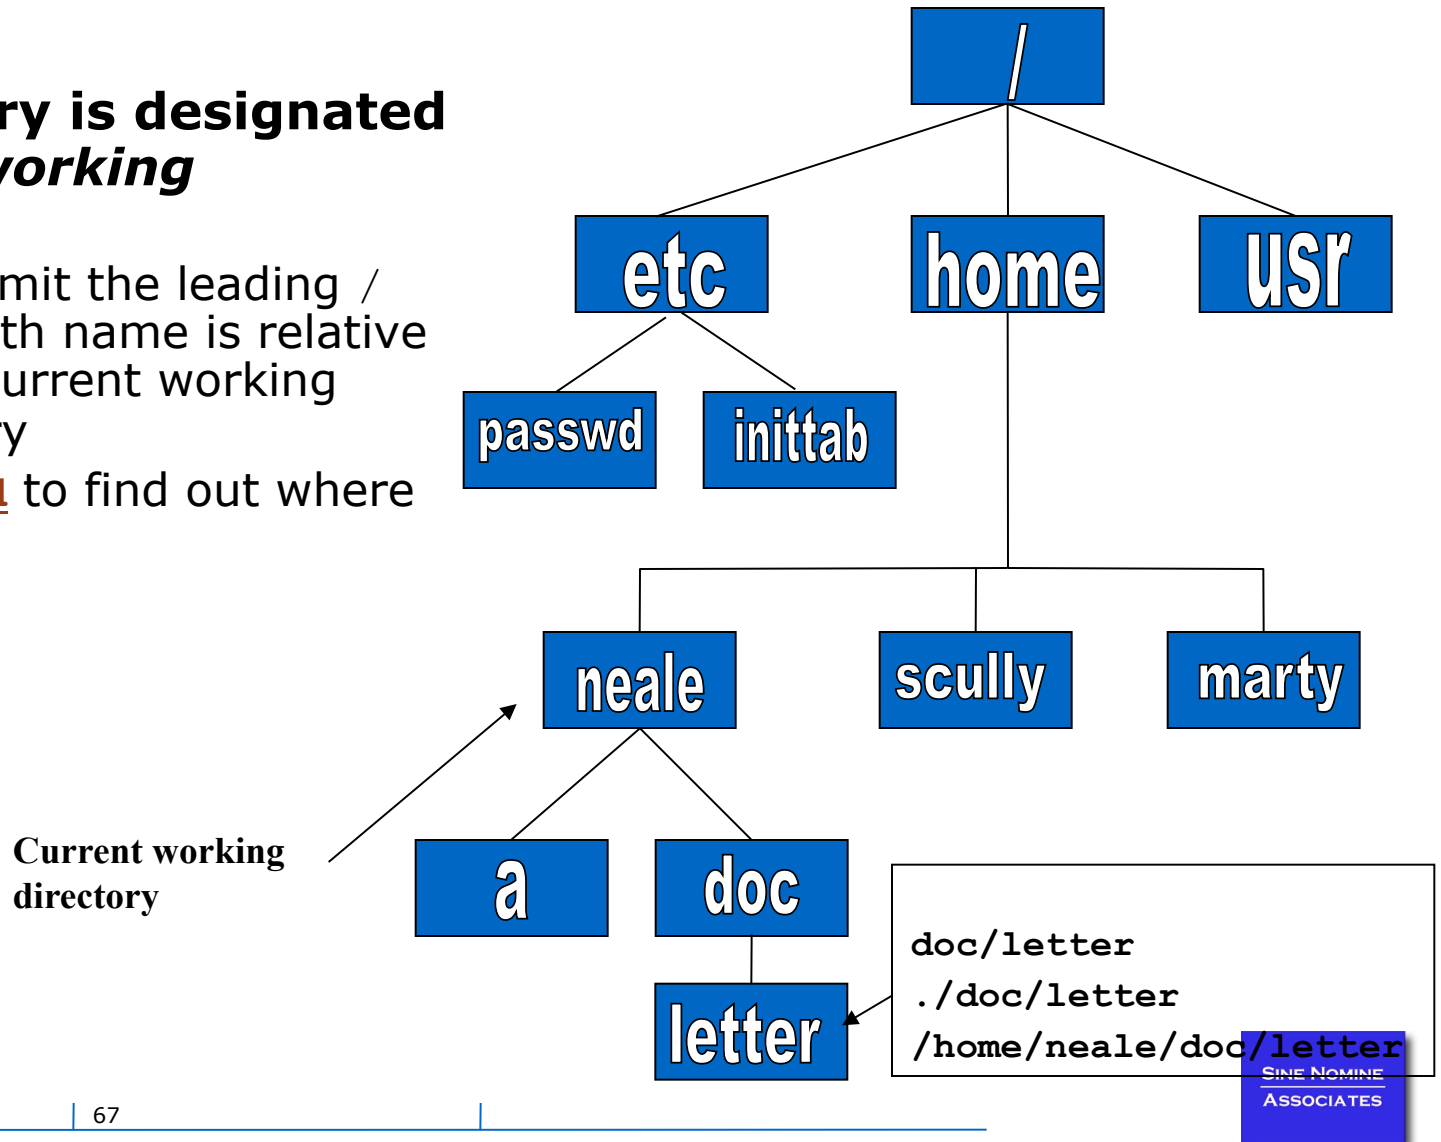 ry is designated
working
mit the leading /
th name is relative
urrent working
ry
to find out where
/
etc
home
usr
passwd
inittab
neale
scully
marty
Current working
directory
a
doc
letter
doc/letter
./doc/letter
/home/neale/doc/letter
SINE NOMINE
ASSOCIATES
67